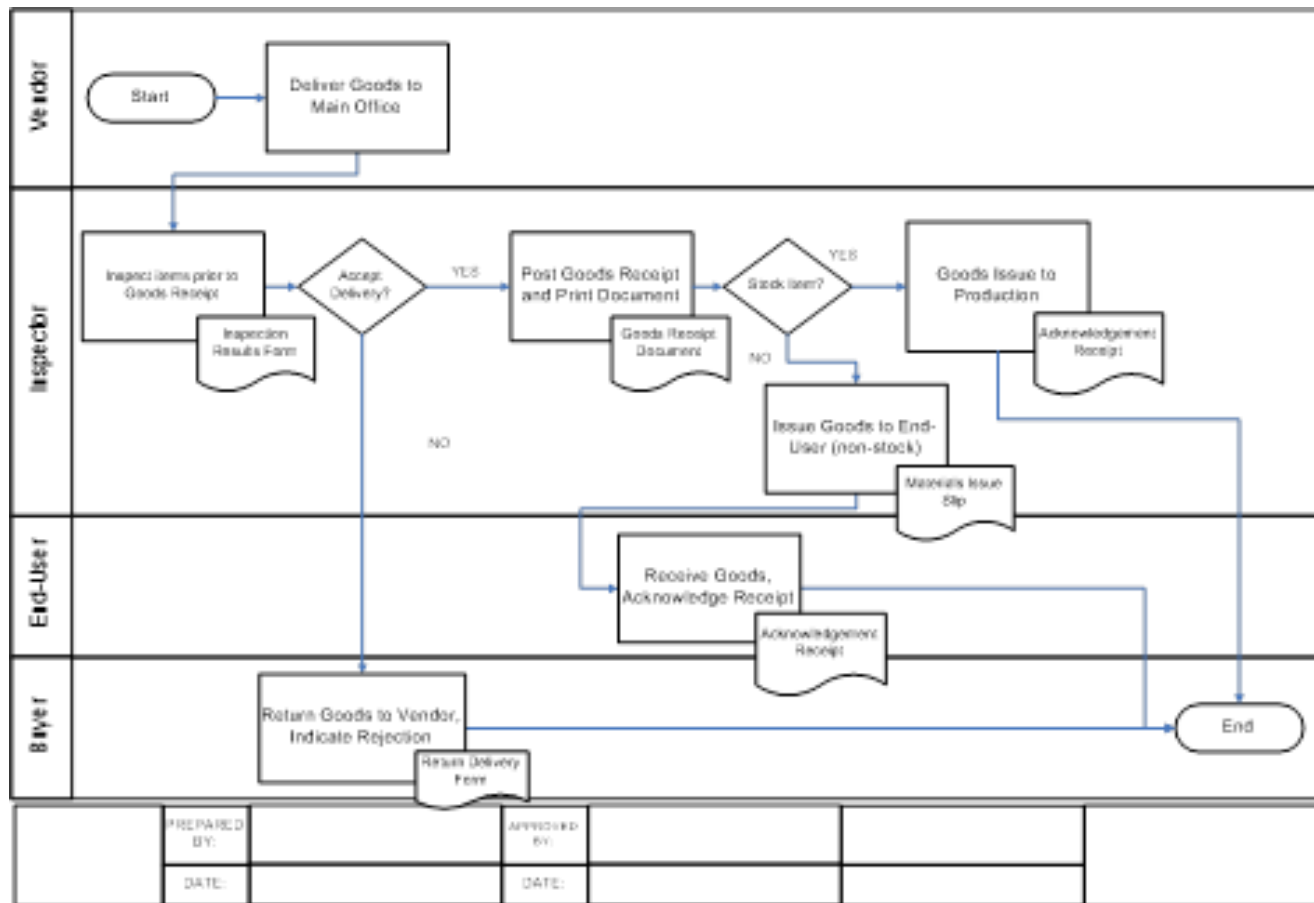 Vendor
Start
Deliver Goods to
Main Office
Inspector
Inspect items prior to
Goods Receipt
Inspection
Results Form
Accept
Delivery?
YES
Post Goods Receipt
and Print Document
Goods Receipt
Document
Stock Item?
YES
Goods Issue to
Production
Acknowledgement
Receipt
NO
Issue Goods to End-
User (non-stock)
Materials Issue
Slip
NO
End-User
Receive Goods,
Acknowledge Receipt
Acknowledgement
Receipt
Buyer
Return Goods to Vendor,
Indicate Rejection
Return Delivery
Form
End
PREPARED
BY:
APPROVED
BY:
DATE:
DATE: